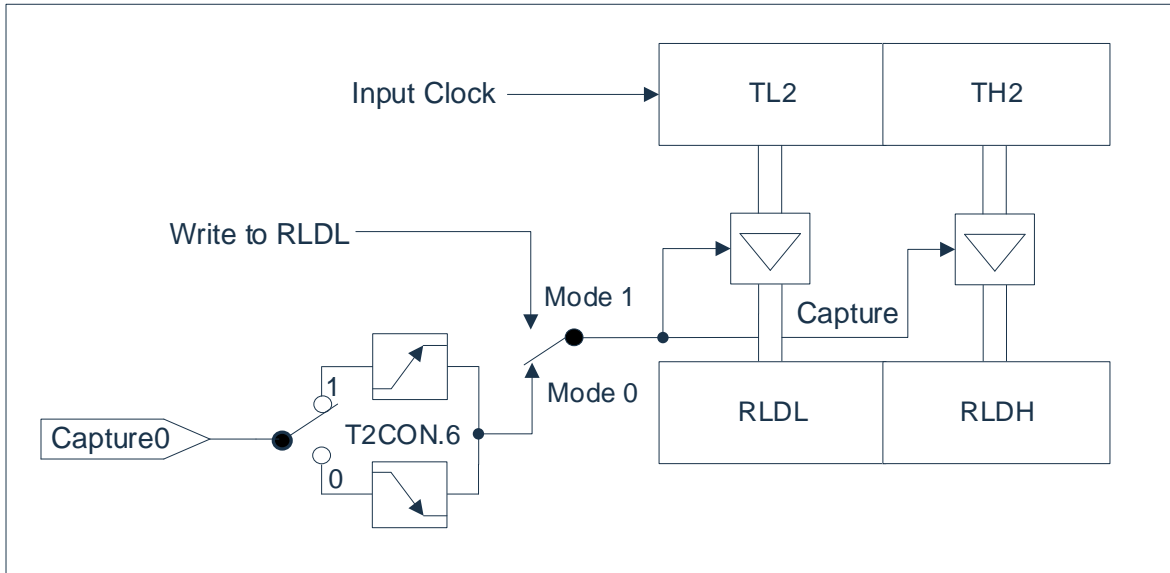 Input Clock
TL2
TH2
Write to RLDL
Mode 1
Capture
1
Mode 0
RLDL
RLDH
Capture0
T2CON.6
0